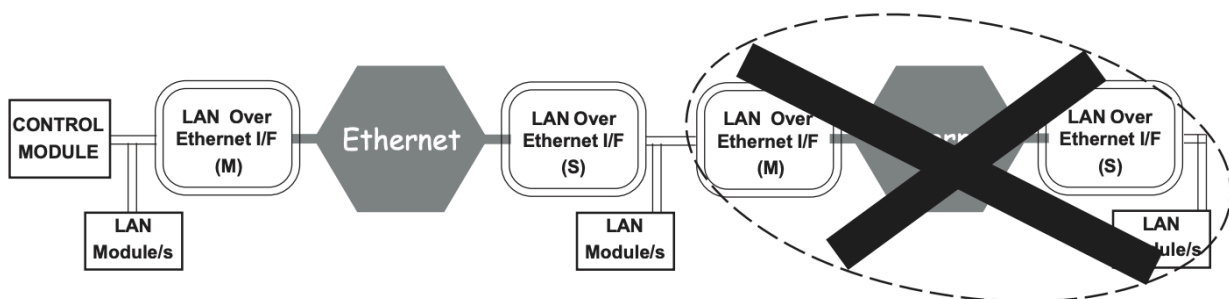 CONTROL
MODULE
LAN Over
Ethernet I/F
(M)
LAN
Module/s
Ethernet
LAN Over
Ethernet I/F
(S)
LAN
Module/s
LAN Over
Ethernet I/F
(M)
LAN Over
Ethernet I/F
(S)
LAN